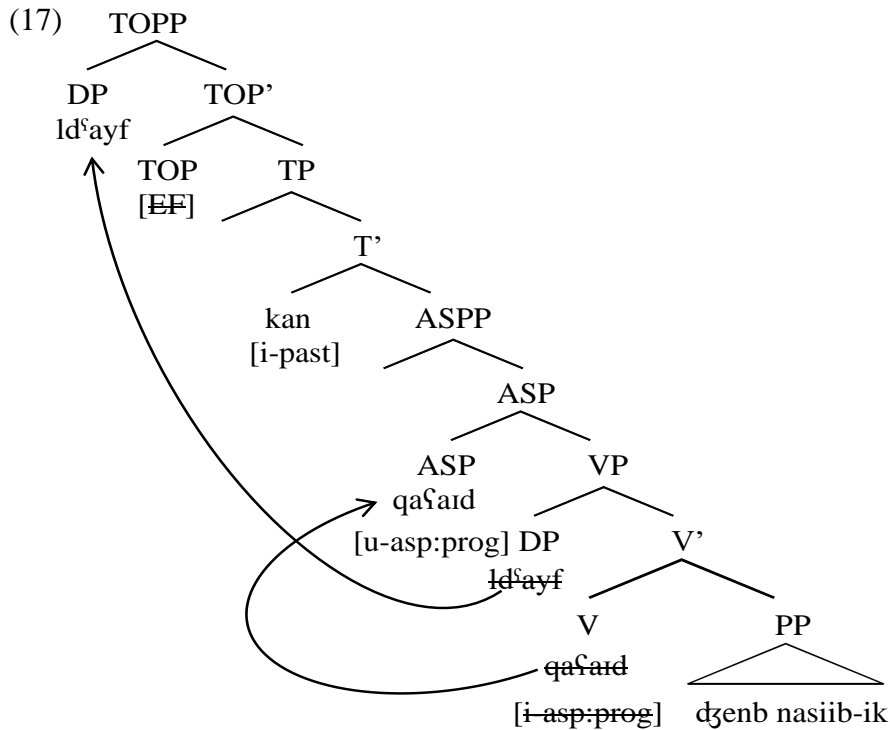 (17) TOPP
DP TOP’
ldˤayf
TOP TP
[EF]
T’
kan ASPP
[i-past]
ASP
ASP VP
qaʕaɪd
[u-asp:prog] DP V’
ldˤayf
V PP
qaʕaɪd
[i-asp:prog] ʤenb nasiib-ik